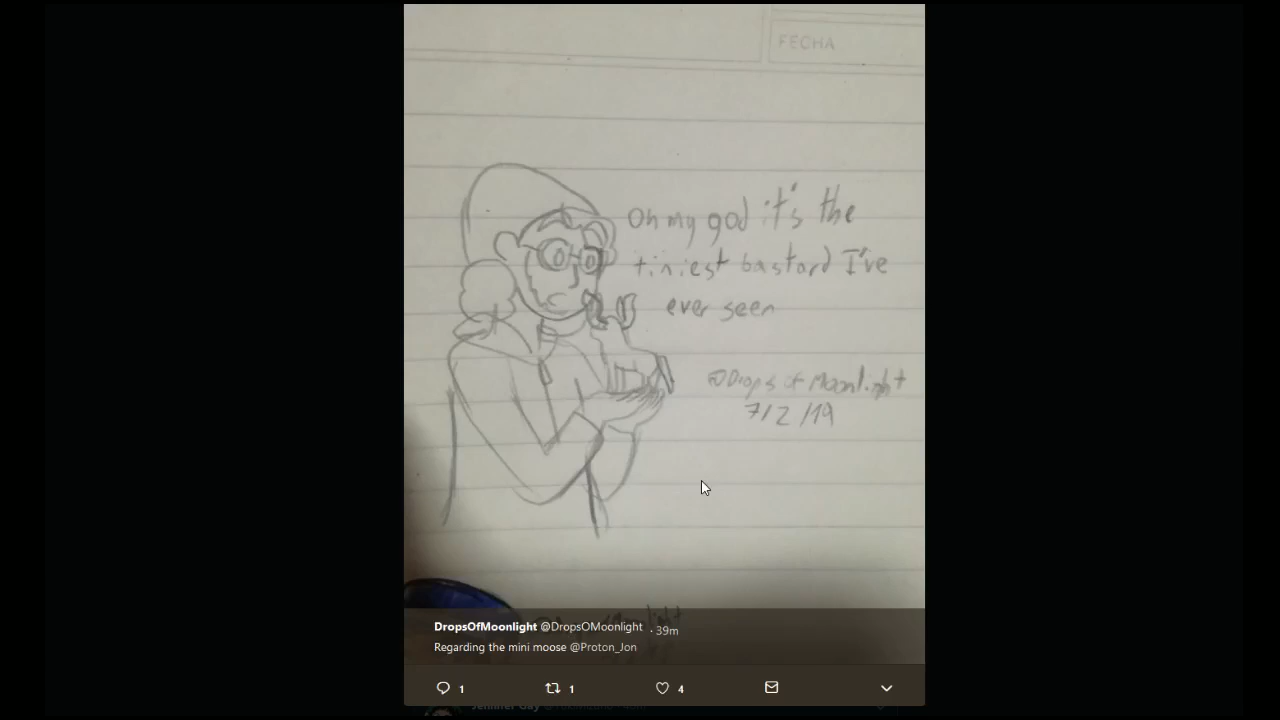 FECHA
Oh my god it's the
tiniest bastard I've
ever seen
@Drops of Moonlight
7/2/19
DropsOfMoonlight @DropsOMoonlight · 39m
Regarding the mini moose @Proton_Jon
1 1 4